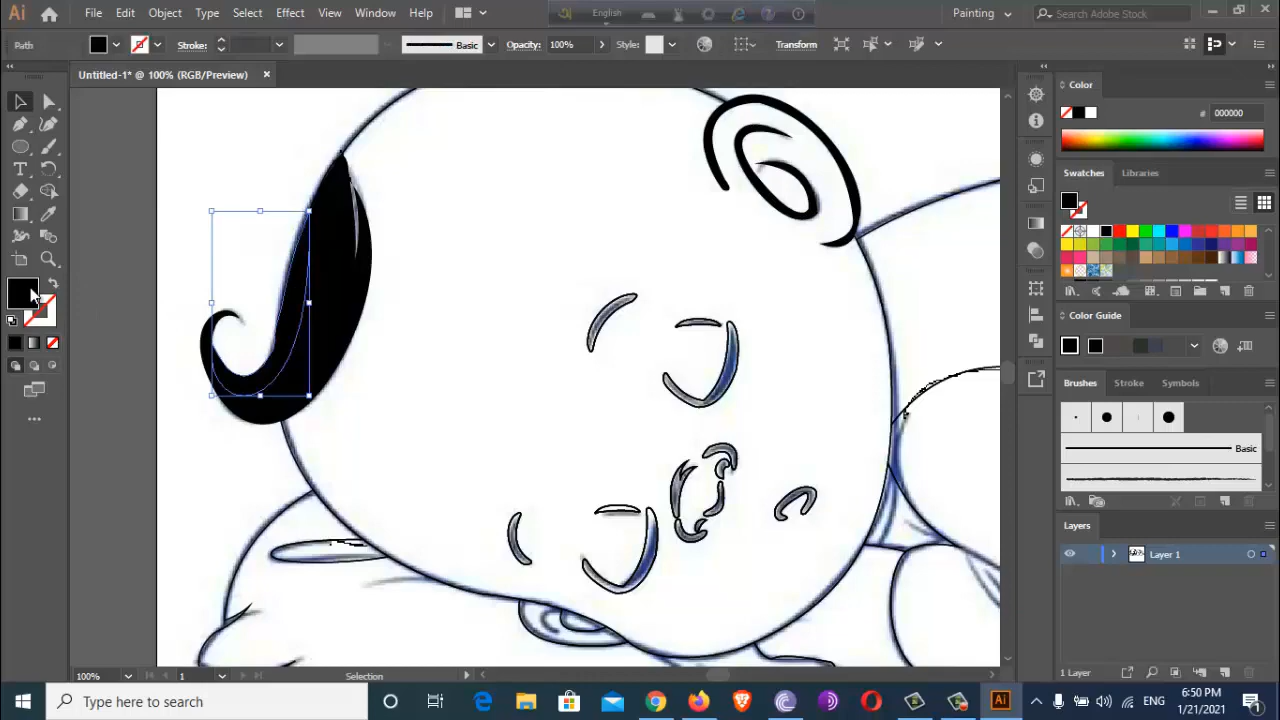 Ai File Edit Object Type Select Effect View Window Help English Painting Search Adobe Stock
Path Stroke: Basic Opacity: 100% Style: Transform
Untitled-1* @ 100% (RGB/Preview) ×
Color
# 000000
Swatches Libraries
Color Guide
Brushes Stroke Symbols
Basic
Layers
Layer 1
100% 1 Selection 1 Layer
Type here to search Ai ENG 6:50 PM
1/21/2021